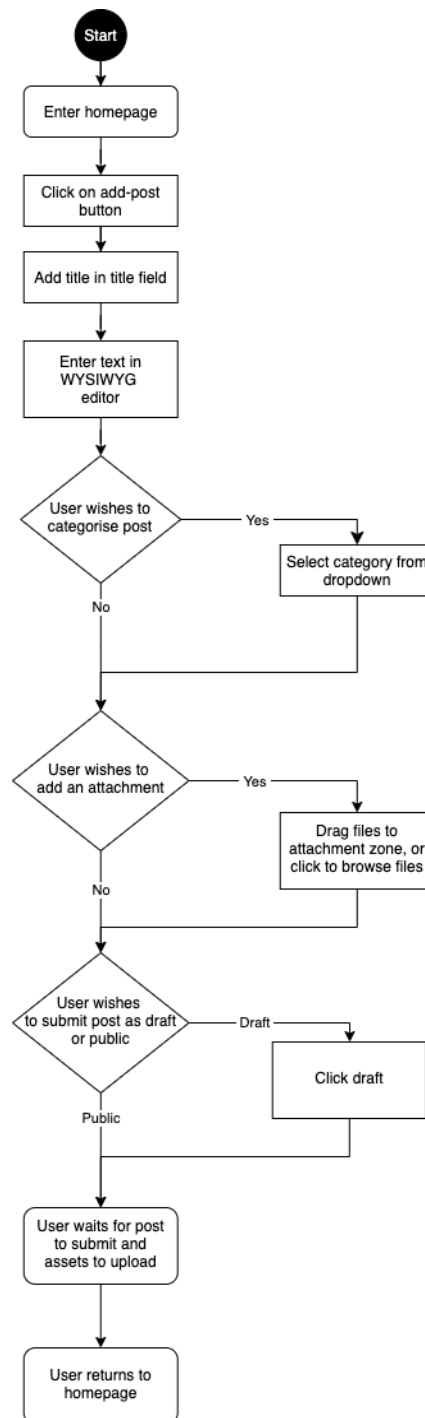 Start
Enter homepage
Click on add-post
button
Add title in title field
Enter text in
WYSIWYG
editor
User wishes to
categorise post
Yes
Select category from
dropdown
No
User wishes to
add an attachment
Yes
Drag files to
attachment zone, or
click to browse files
No
User wishes
to submit post as draft
or public
Draft
Click draft
Public
User waits for post
to submit and
assets to upload
User returns to
homepage